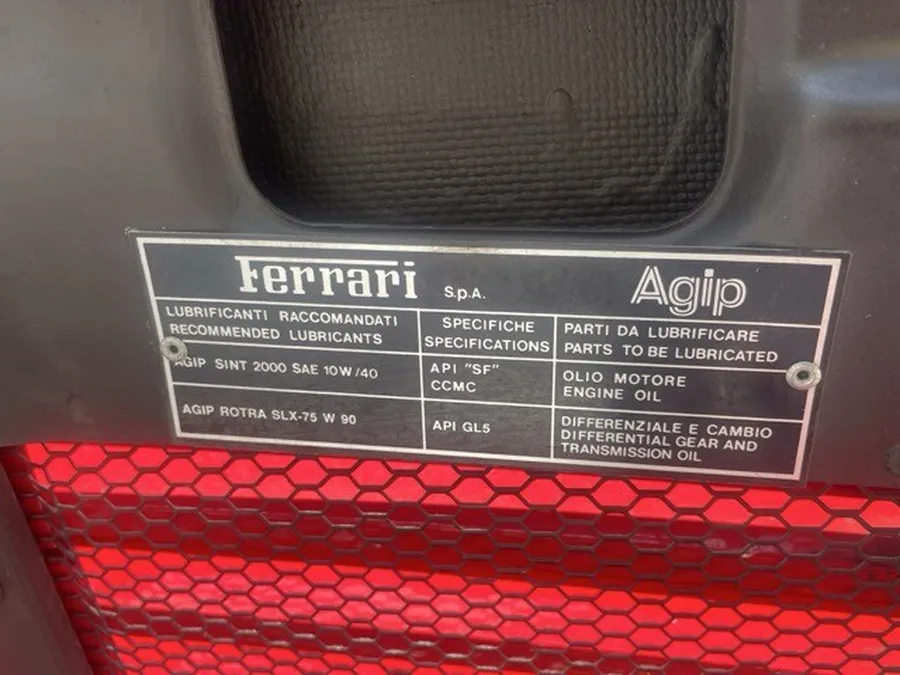 Ferrari S.p.A. Agip
LUBRIFICANTI RACCOMANDATI
RECOMMENDED LUBRICANTS
SPECIFICHE
SPECIFICATIONS
PARTI DA LUBRIFICARE
PARTS TO BE LUBRICATED
AGIP SINT 2000 SAE 10W/40
API "SF"
CCMC
OLIO MOTORE
ENGINE OIL
AGIP ROTRA SLX-75 W 90
API GL5
DIFFERENZIALE E CAMBIO
DIFFERENTIAL GEAR AND
TRANSMISSION OIL